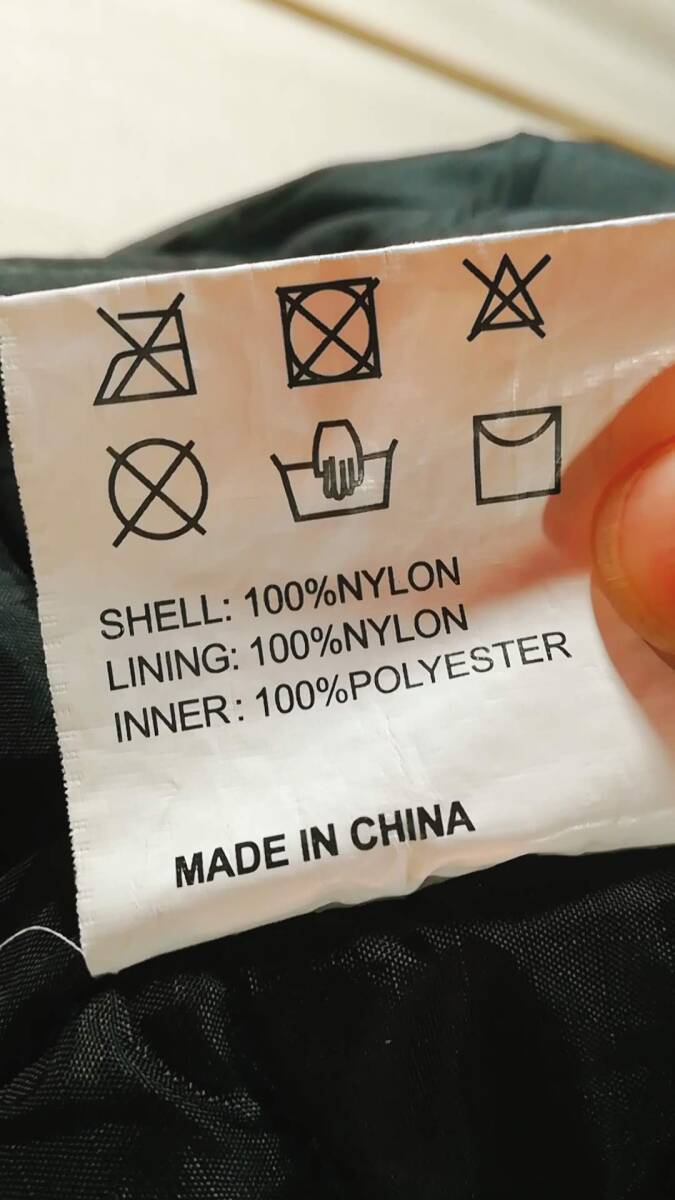 SHELL: 100%NYLON
LINING: 100%NYLON
INNER: 100%POLYESTER
MADE IN CHINA